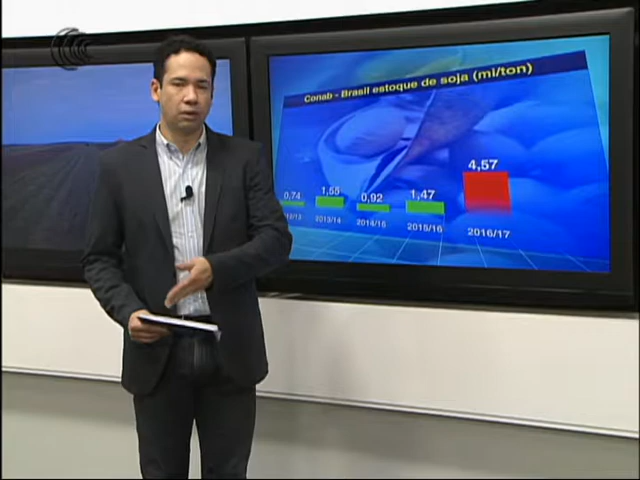 Conab - Brasil estoque de soja (mi/ton)
0,74 1,55 0,92 1,47 4,57
2013/14 2014/15 2015/16 2016/17